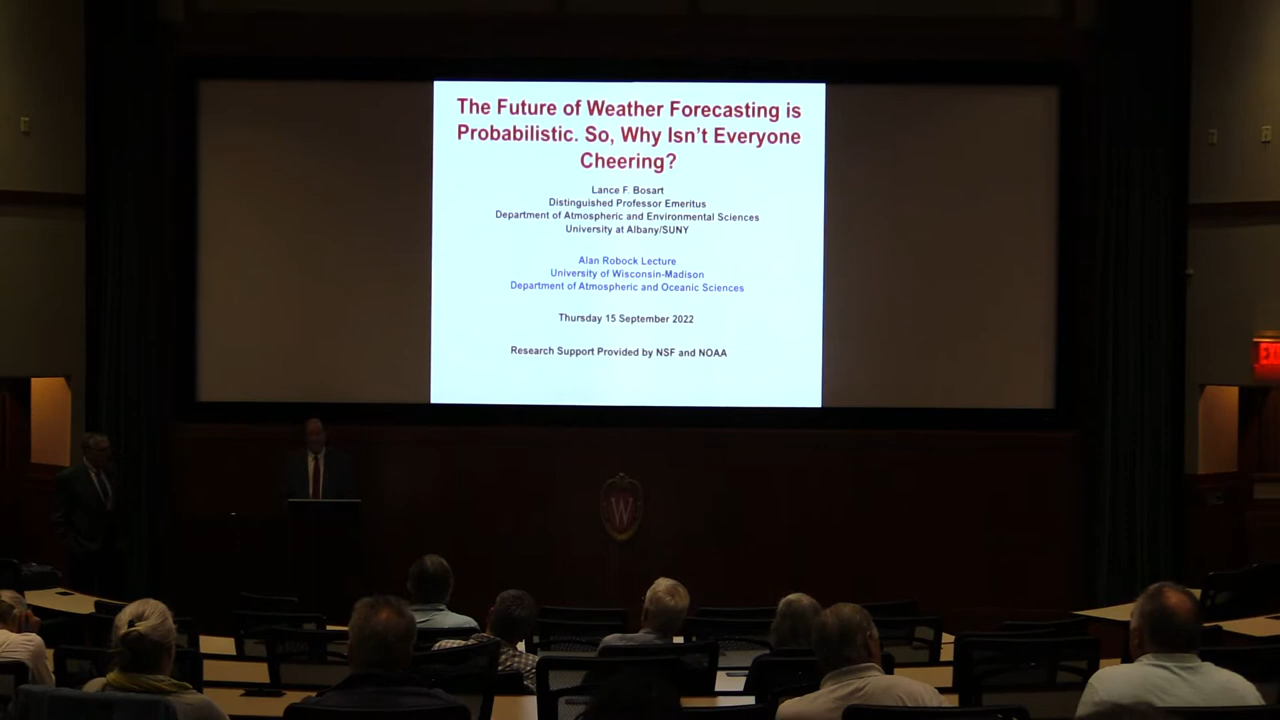 The Future of Weather Forecasting is
Probabilistic. So, Why Isn't Everyone
Cheering?
Lance F. Bosart
Distinguished Professor Emeritus
Department of Atmospheric and Environmental Sciences
University at Albany/SUNY
Alan Robock Lecture
University of Wisconsin-Madison
Department of Atmospheric and Oceanic Sciences
Thursday 15 September 2022
Research Support Provided by NSF and NOAA
W